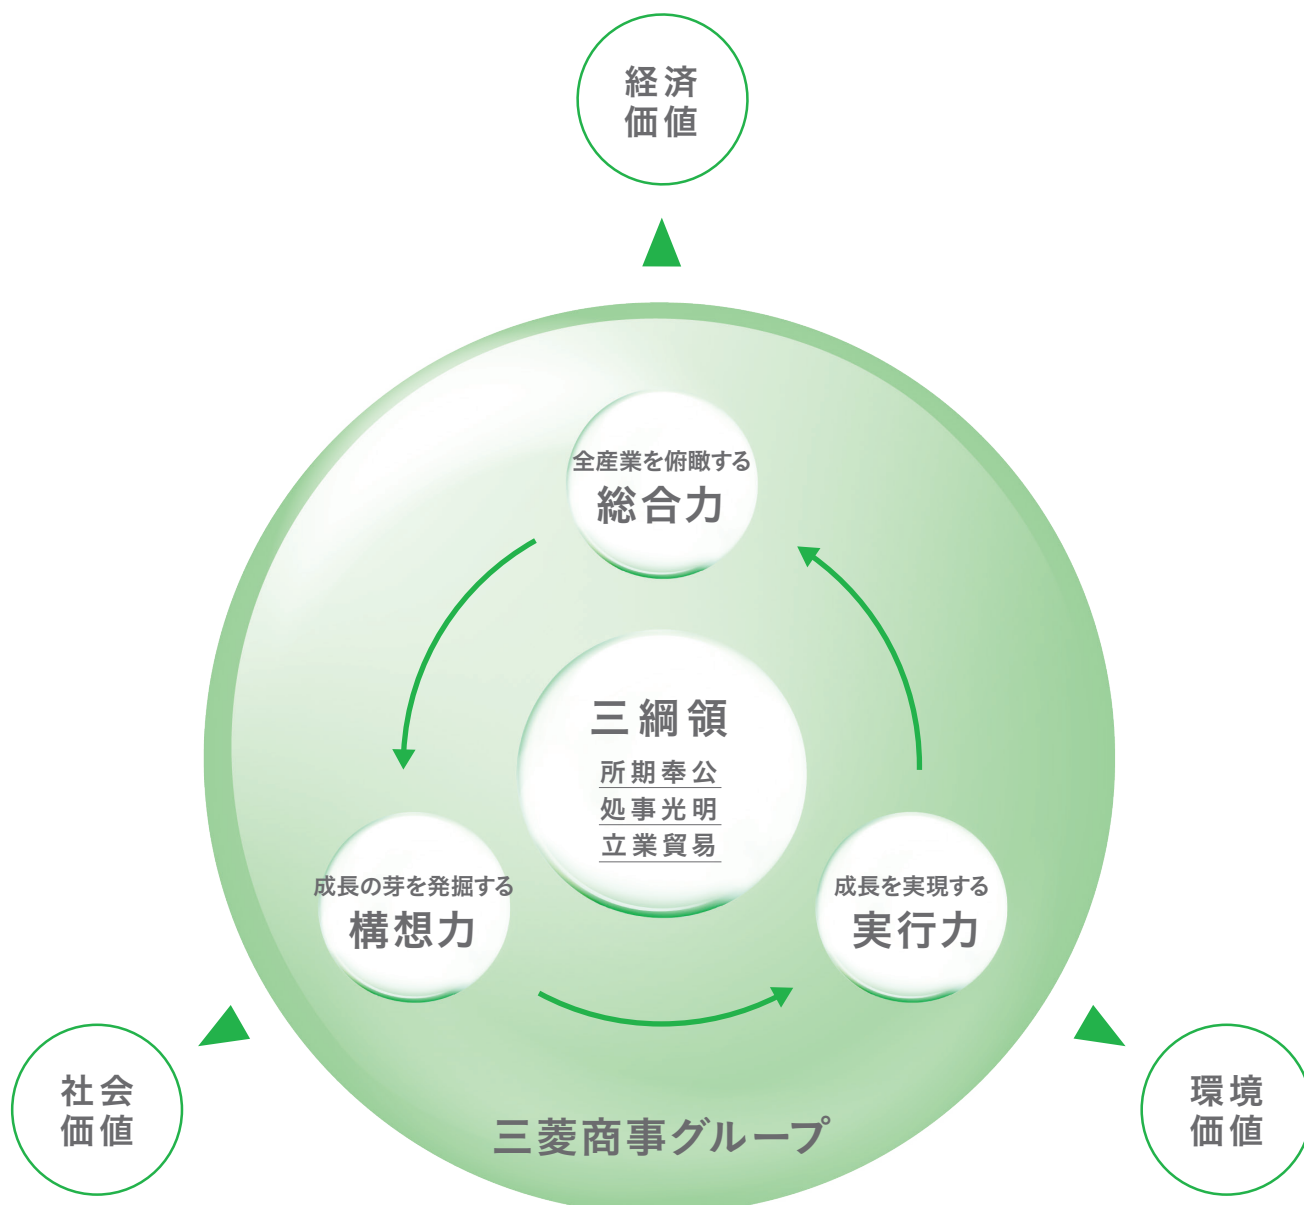 経済
価値
全産業を俯瞰する
総合力
三綱領
所期奉公
処事光明
立業貿易
成長の芽を発掘する
構想力
成長を実現する
実行力
社会
価値
三菱商事グループ
環境
価値